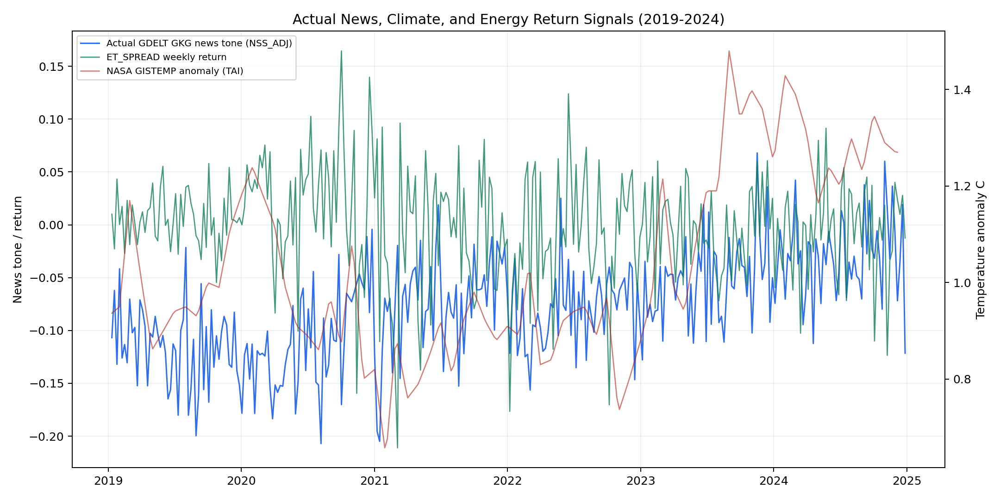 Actual News, Climate, and Energy Return Signals (2019-2024)
Actual GDELT GKG news tone (NSS_ADJ)
ET_SPREAD weekly return
NASA GISTEMP anomaly (TAI)
News tone / return
0.15
0.10
0.05
0.00
−0.05
−0.10
−0.15
−0.20
1.4
1.2
1.0
0.8
Temperature anomaly C
2019 2020 2021 2022 2023 2024 2025